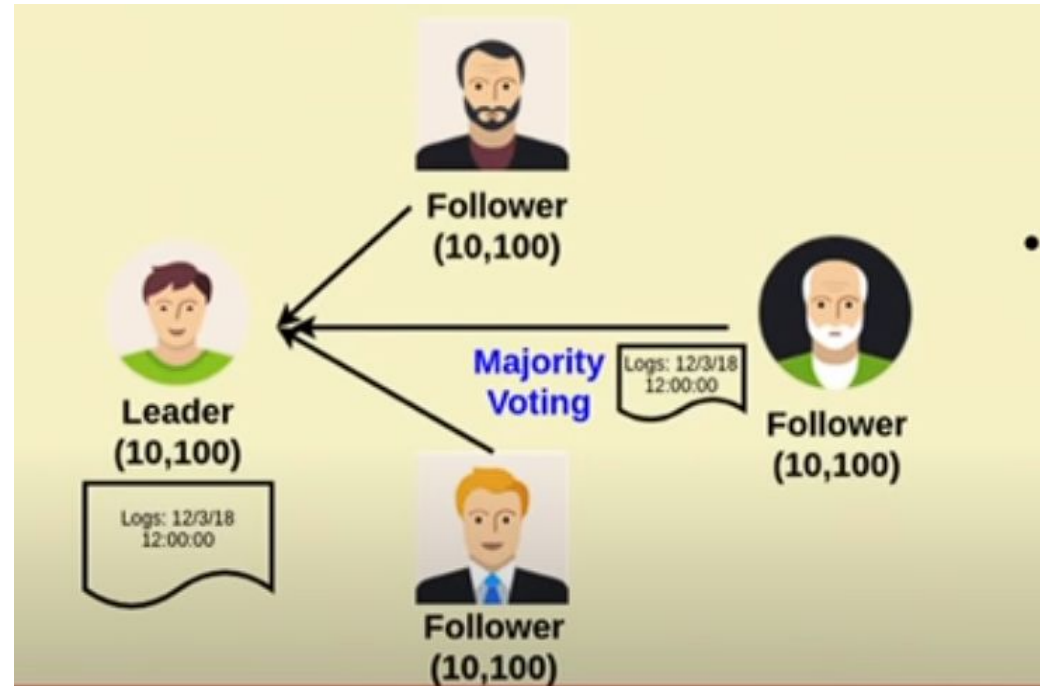 Follower
(10,100)
Majority
Voting
Logs: 12/3/18
12:00:00
Leader
(10,100)
Follower
(10,100)
Logs: 12/3/18
12:00:00
Follower
(10,100)